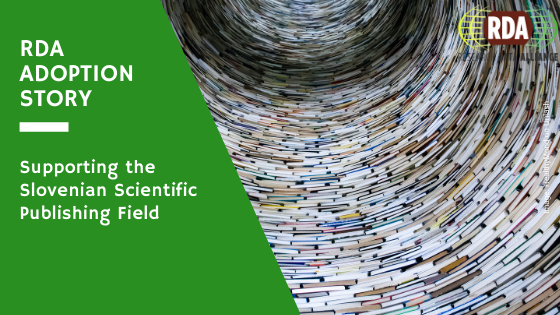 RDA
ADOPTION
STORY
Supporting the
Slovenian Scientific
Publishing Field
RDA